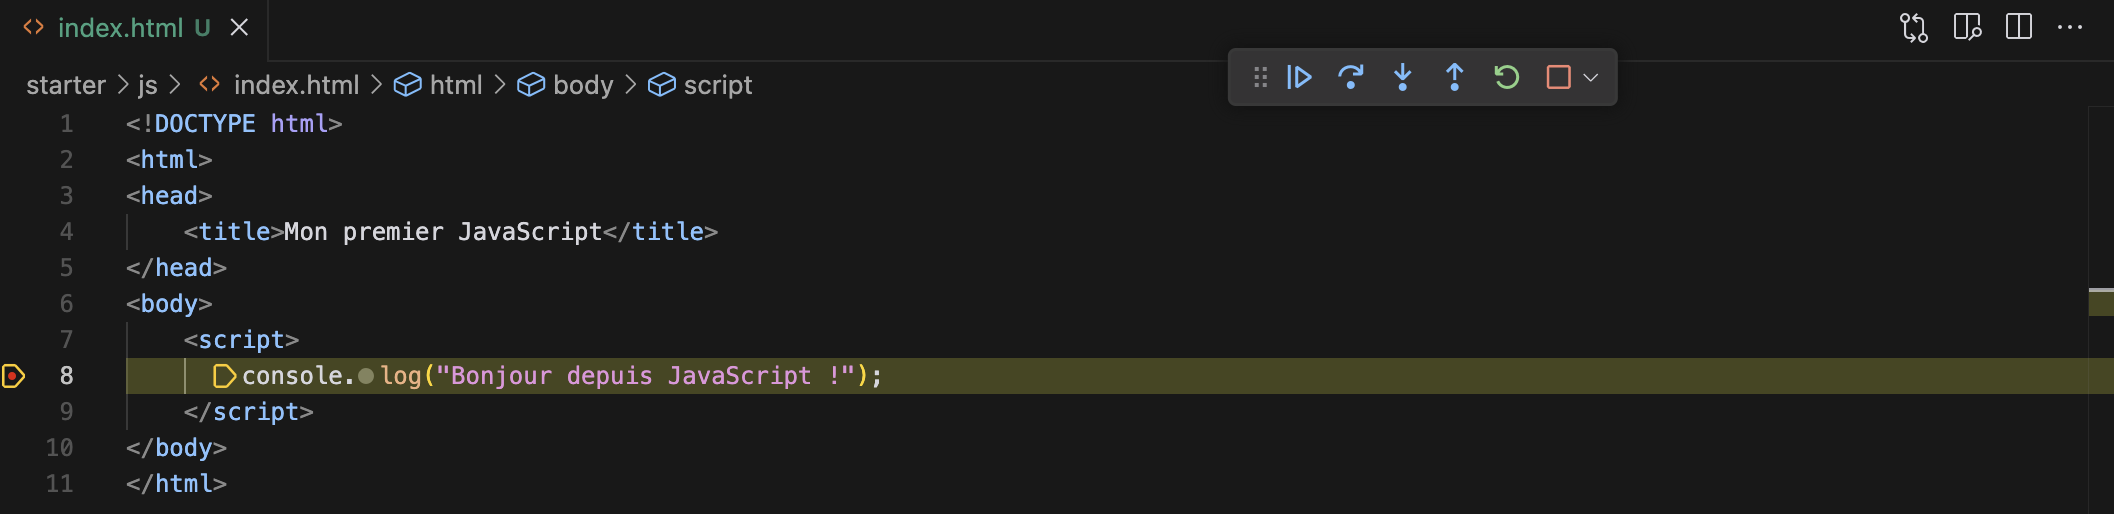 index.html U
starter > js > index.html > html > body > script
1 <!DOCTYPE html>
2 <html>
3 <head>
4 <title>Mon premier JavaScript</title>
5 </head>
6 <body>
7 <script>
8 console.log("Bonjour depuis JavaScript !");
9 </script>
10 </body>
11 </html>